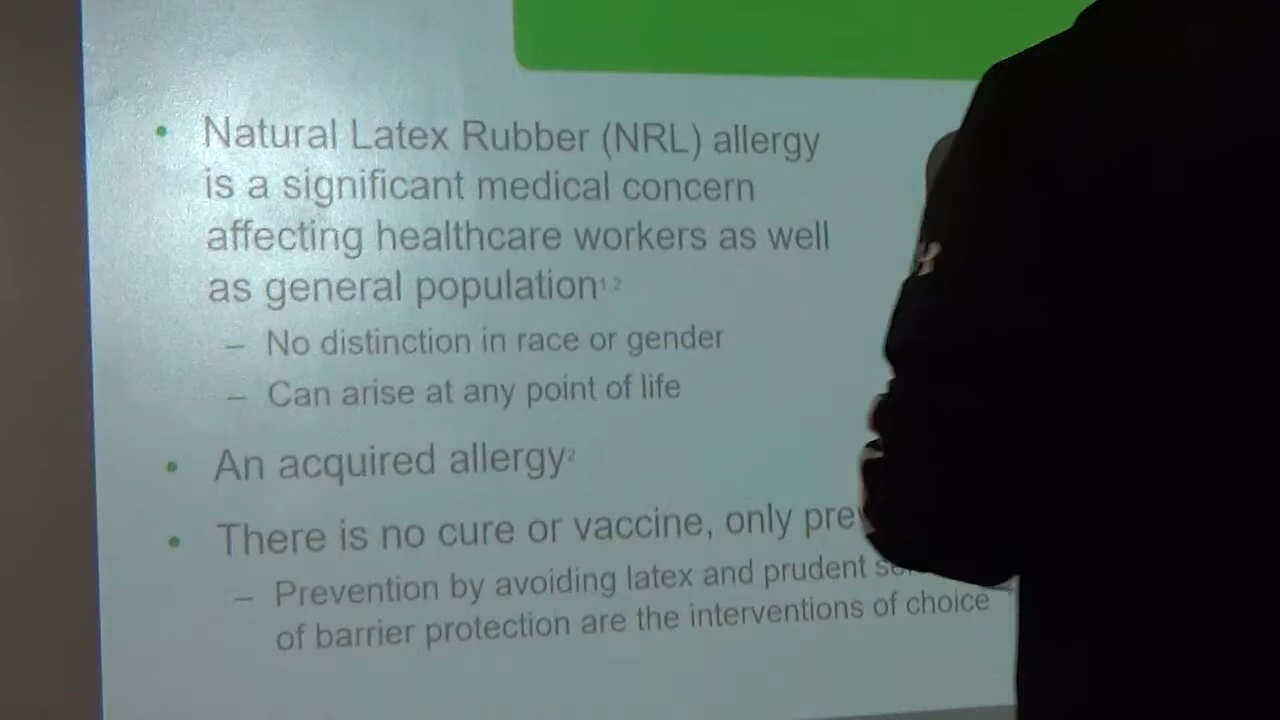 • Natural Latex Rubber (NRL) allergy
is a significant medical concern
affecting healthcare workers as well
as general population1,2
– No distinction in race or gender
– Can arise at any point of life
• An acquired allergy2
• There is no cure or vaccine, only
– Prevention by avoiding latex and prudent
of barrier protection are the interventions of choice